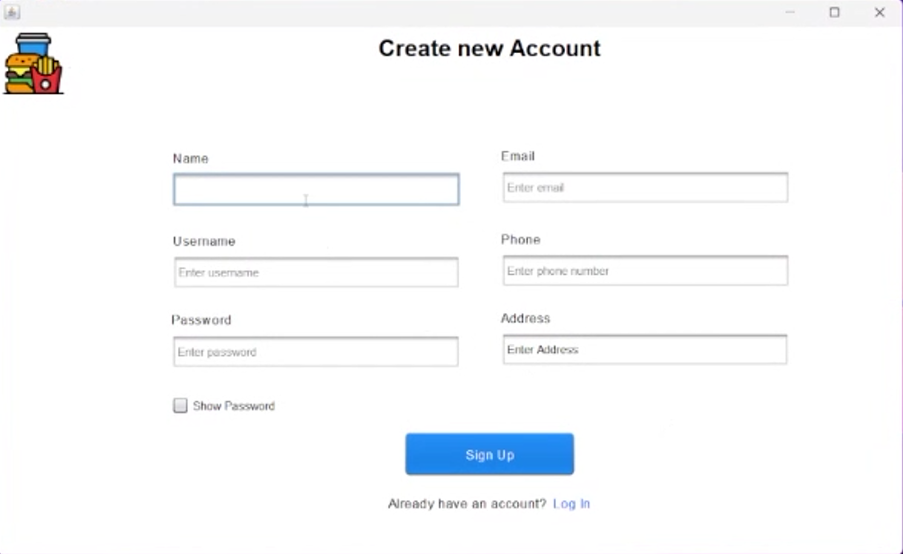 Create new Account
Name
Email
Enter email
Username
Phone
Enter username
Enter phone number
Password
Address
Enter password
Enter Address
Show Password
Sign Up
Already have an account? Log In